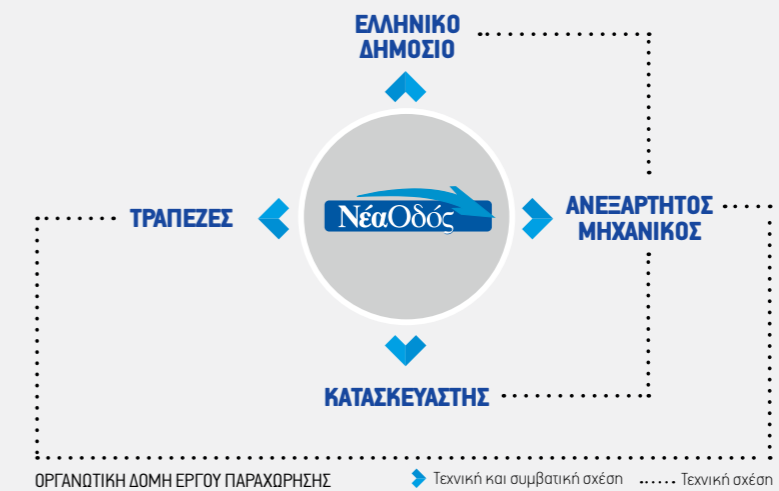 ΕΛΛΗΝΙΚΟ
ΔΗΜΟΣΙΟ
ΤΡΑΠΕΖΕΣ
ΝέαΟδός
ΑΝΕΞΑΡΤΗΤΟΣ
ΜΗΧΑΝΙΚΟΣ
ΚΑΤΑΣΚΕΥΑΣΤΗΣ
ΟΡΓΑΝΩΤΙΚΗ ΔΟΜΗ ΕΡΓΟΥ ΠΑΡΑΧΩΡΗΣΗΣ
Τεχνική και συμβατική σχέση
Τεχνική σχέση